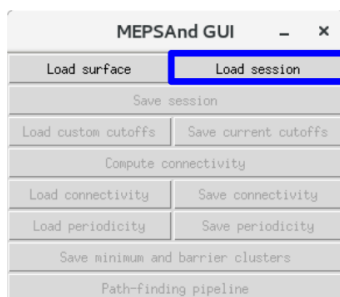 MEPSAnd GUI
Load surface Load session
Save session
Load custom cutoffs Save current cutoffs
Compute connectivity
Load connectivity Save connectivity
Load periodicity Save periodicity
Save minimum and barrier clusters
Path-finding pipeline